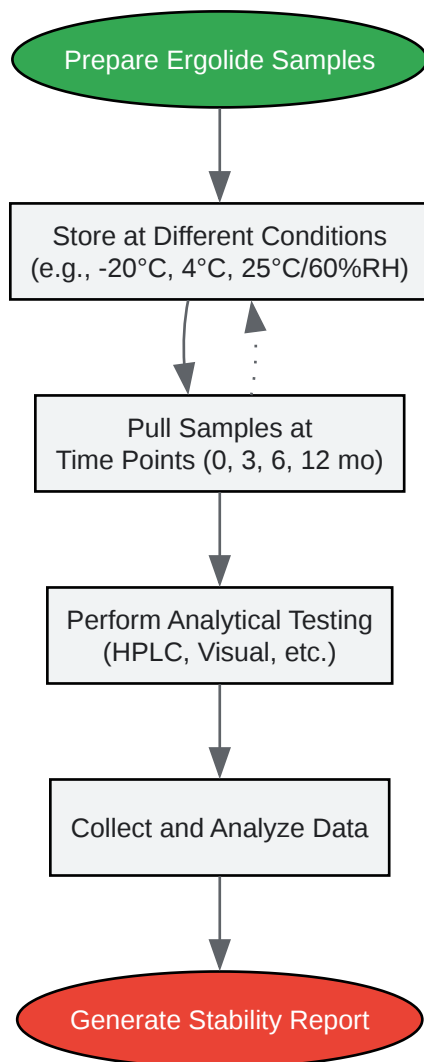 Prepare Ergolide Samples
Store at Different Conditions
(e.g., -20°C, 4°C, 25°C/60%RH)
Pull Samples at
Time Points (0, 3, 6, 12 mo)
Perform Analytical Testing
(HPLC, Visual, etc.)
Collect and Analyze Data
Generate Stability Report